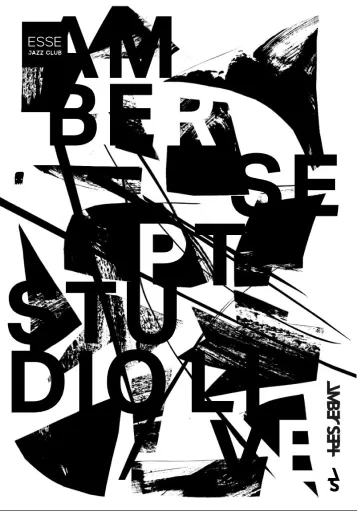 ESSE
JAZZ CLUB
AM
BER
SE
PT
STU
DIO LI
VE